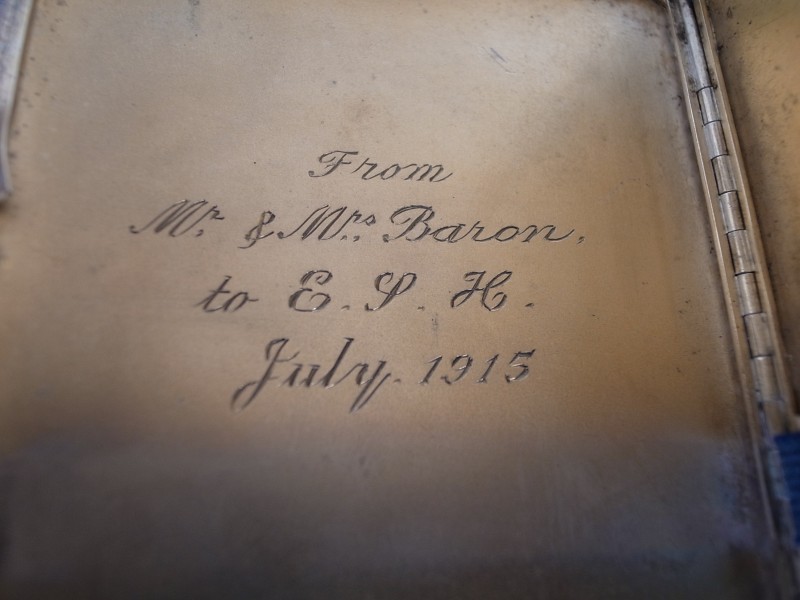 From
Mr. & Mrs. Baron,
to E. S. H.
July. 1915